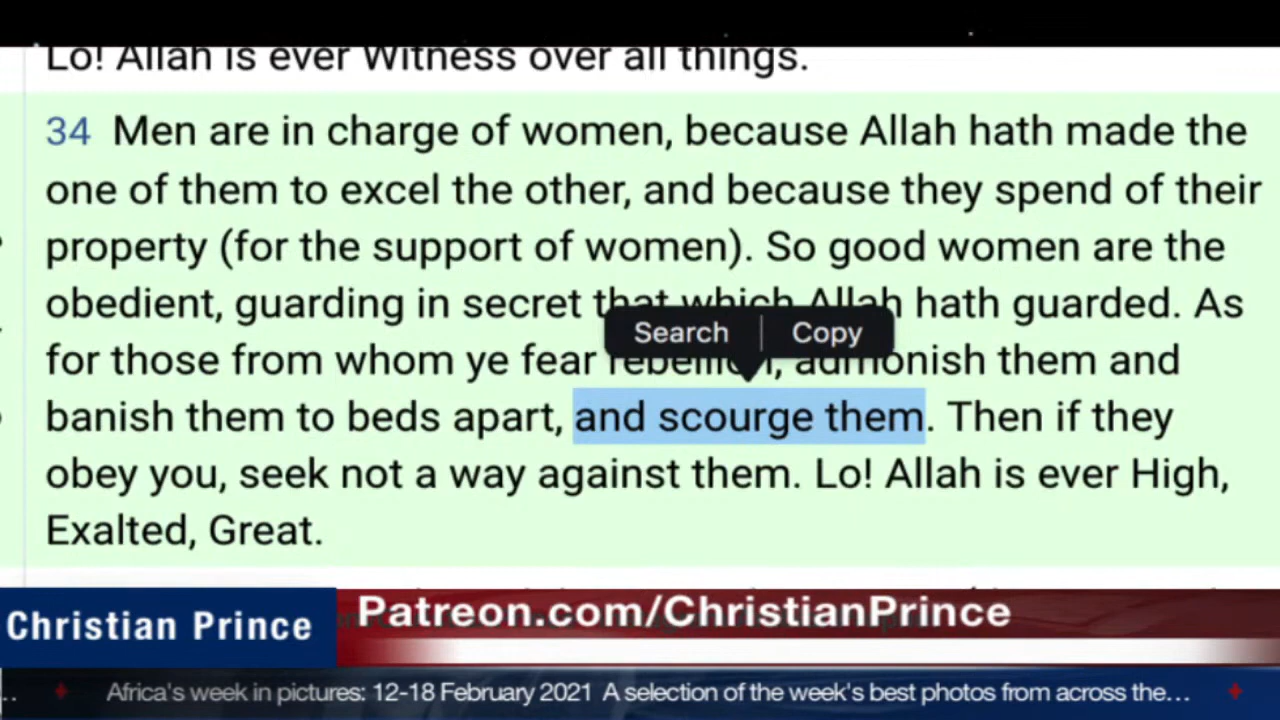 Lo! Allah is ever Witness over all things.
34 Men are in charge of women, because Allah hath made the
one of them to excel the other, and because they spend of their
property (for the support of women). So good women are the
obedient, guarding in secret that which Allah hath guarded. As
Search Copy
for those from whom ye fear rebellion, admonish them and
banish them to beds apart, and scourge them. Then if they
obey you, seek not a way against them. Lo! Allah is ever High,
Exalted, Great.
Christian Prince
Patreon.com/ChristianPrince
.. Africa's week in pictures: 12-18 February 2021 A selection of the week's best photos from across the...